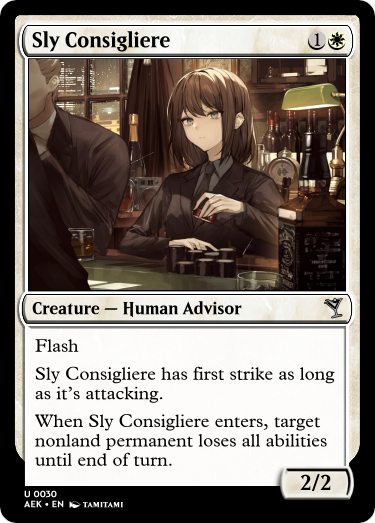 Sly Consigliere 1
Creature — Human Advisor
Flash
Sly Consigliere has first strike as long
as it's attacking.
When Sly Consigliere enters, target
nonland permanent loses all abilities
until end of turn.
2/2
U 0030
AEK • EN TAMITAMI